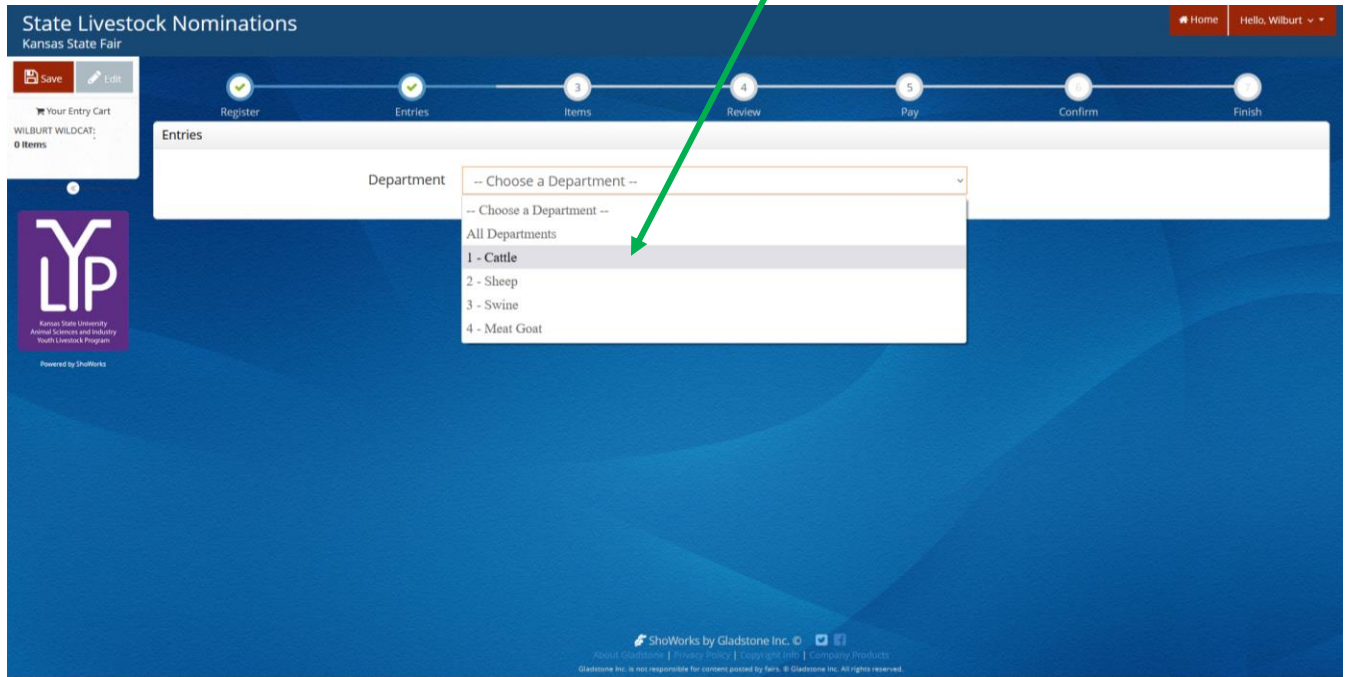 State Livestock Nominations
Kansas State Fair
Home
Hello, Wilburt
Save
Edit
Your Entry Cart
WILBURT WILDCAT:
0 Items
Register
Entries
3
Items
4
Review
5
Pay
Confirm
7
Finish
Entries
Department
-- Choose a Department --
-- Choose a Department --
All Departments
1 - Cattle
2 - Sheep
3 - Swine
4 - Meat Goat
YLP
Kansas State University
Animal Sciences and Industry
Youth Livestock Program
Powered by ShoWorks
ShoWorks by Gladstone Inc. ©
About Gladstone | Privacy Policy | Copyright Info | Company Products
Gladstone Inc. is not responsible for content posted by fairs. © Gladstone Inc. All rights reserved.